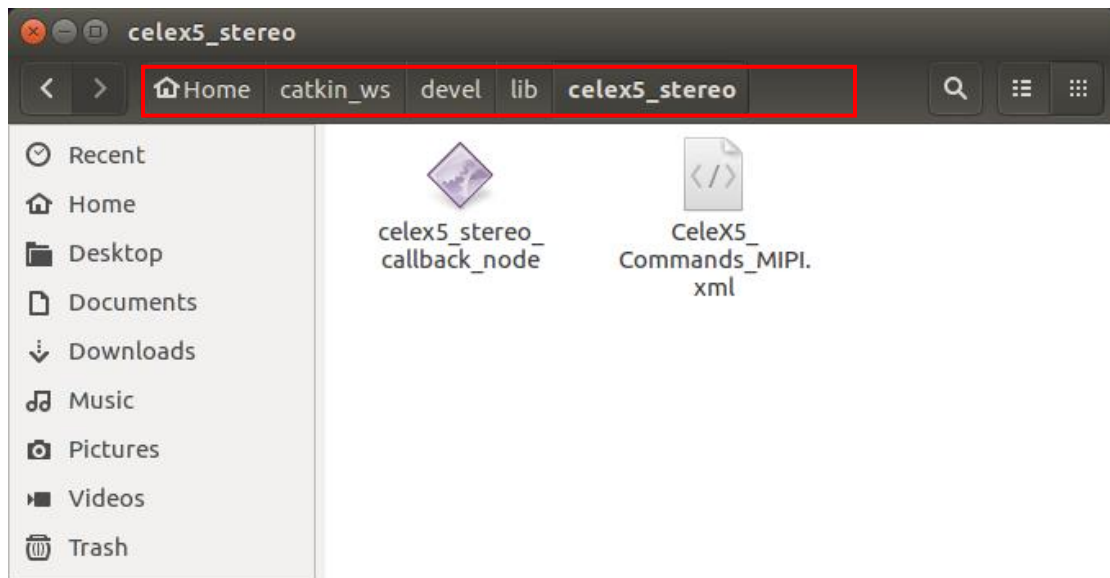 celex5_stereo
Home catkin_ws devel lib celex5_stereo
Recent
Home
Desktop
Documents
Downloads
Music
Pictures
Videos
Trash
celex5_stereo_
callback_node
CeleX5_
Commands_MIPI.
xml